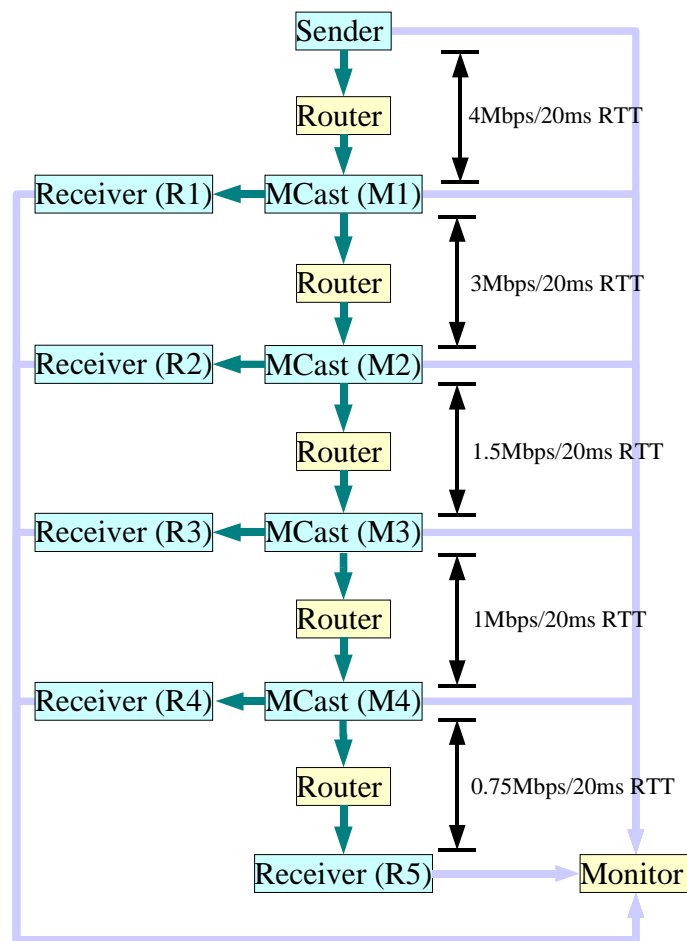 Sender
Router
4Mbps/20ms RTT
Receiver (R1)
MCast (M1)
Router
3Mbps/20ms RTT
Receiver (R2)
MCast (M2)
Router
1.5Mbps/20ms RTT
Receiver (R3)
MCast (M3)
Router
1Mbps/20ms RTT
Receiver (R4)
MCast (M4)
Router
0.75Mbps/20ms RTT
Receiver (R5)
Monitor